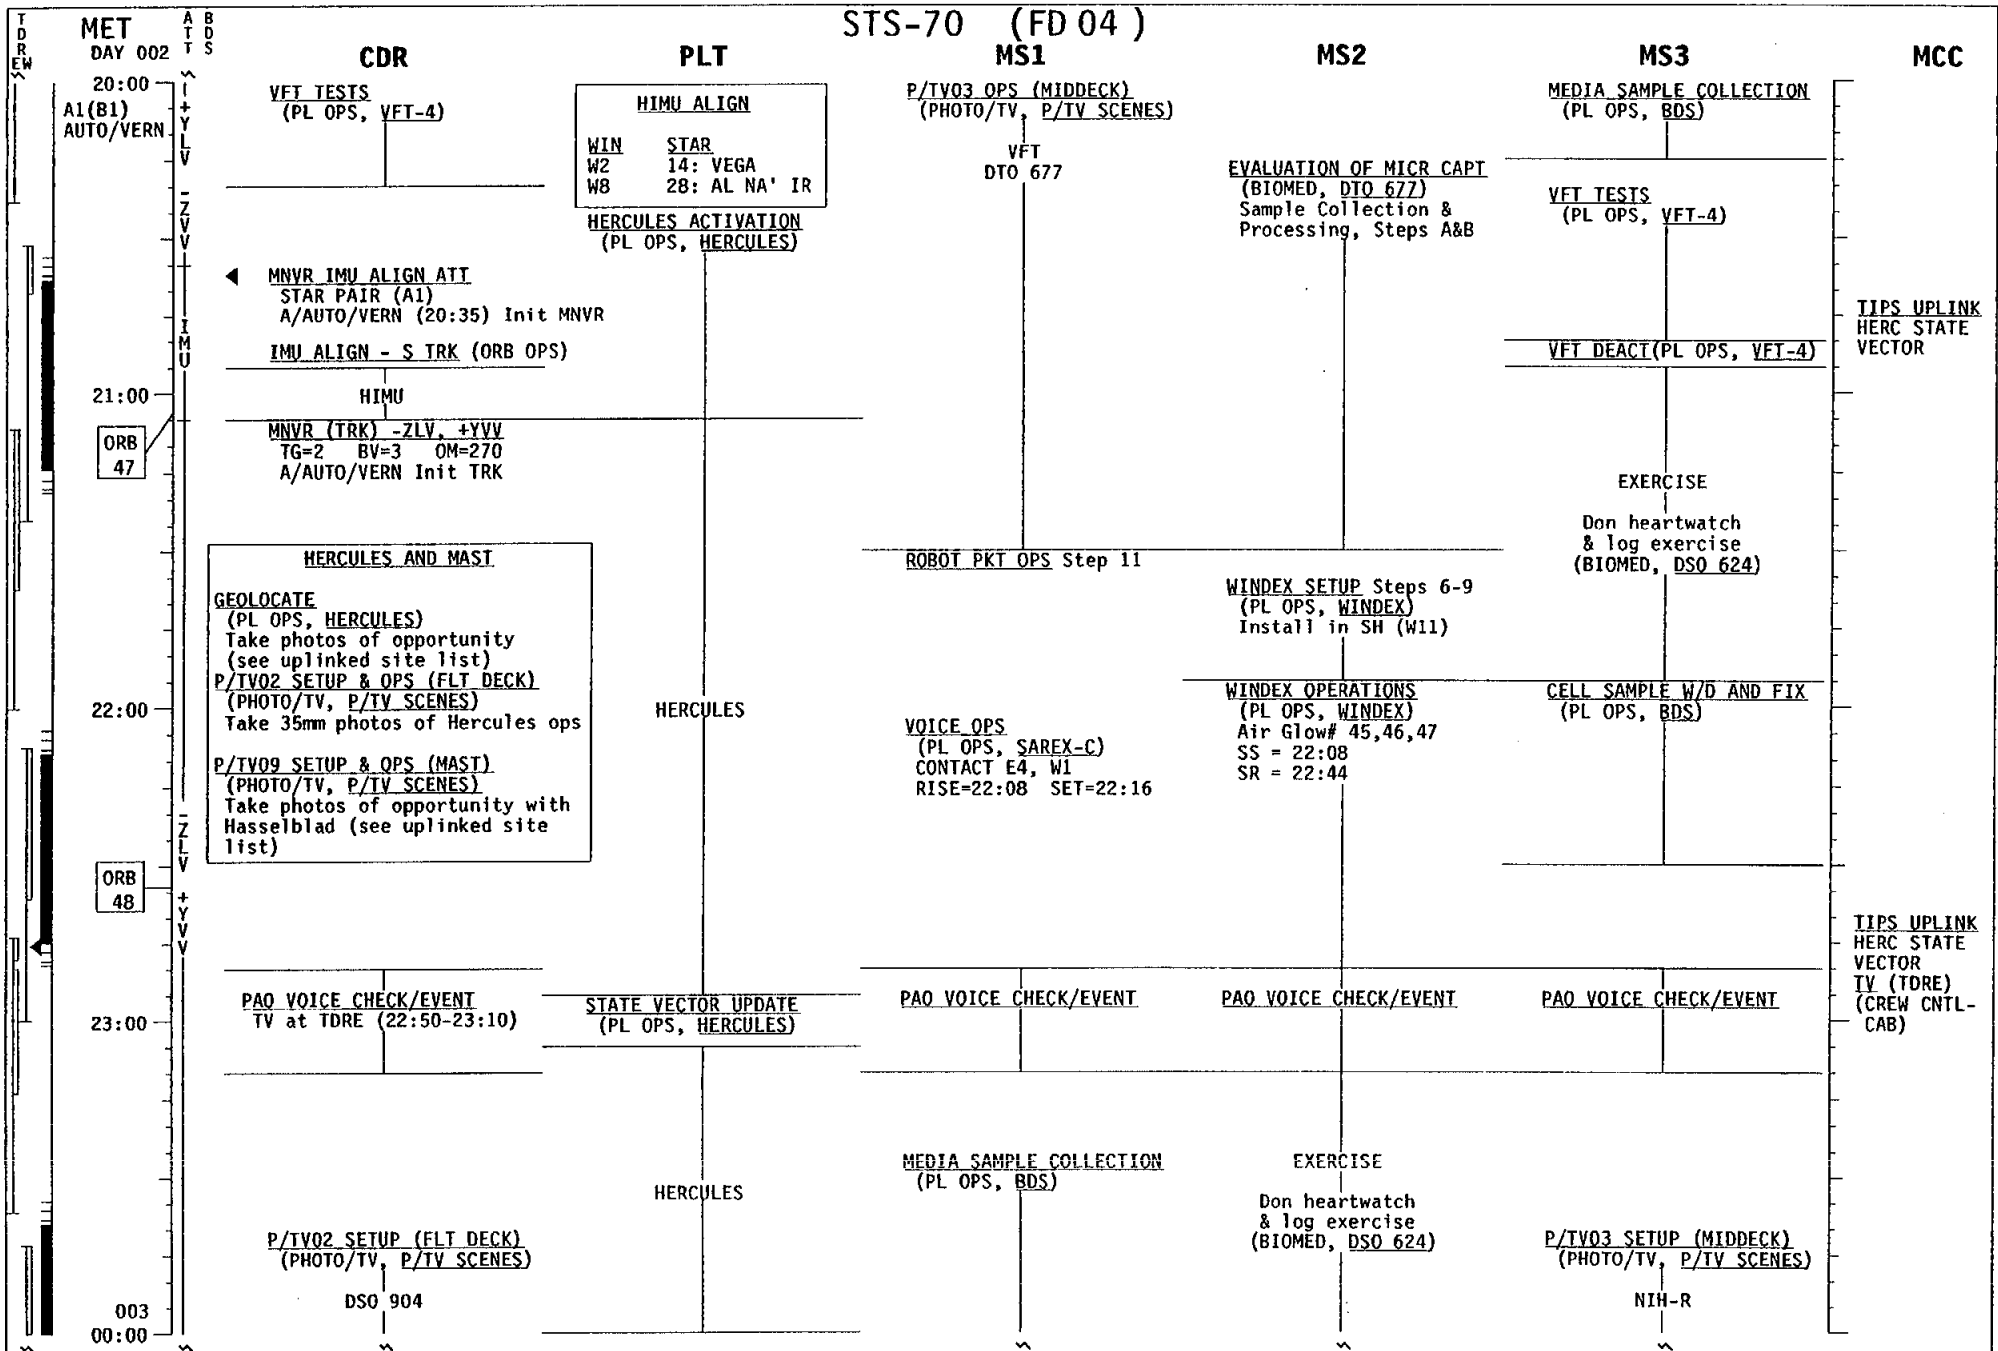 STS-70 (FD 04 )
TDREW
MET
DAY 002
ATT
BDS
CDR
PLT
MS1
MS2
MS3
MCC
20:00
A1(B1)
AUTO/VERN
21:00
ORB
47
22:00
ORB
48
23:00
003
00:00
+YLV -ZVV
IMU
-ZLV +YVV
VFT TESTS
(PL OPS, VFT-4)
MNVR IMU ALIGN ATT
STAR PAIR (A1)
A/AUTO/VERN (20:35) Init MNVR
IMU ALIGN - S TRK (ORB OPS)
HIMU
MNVR (TRK) -ZLV, +YVV
TG=2 BV=3 OM=270
A/AUTO/VERN Init TRK
HERCULES AND MAST
GEOLOCATE
(PL OPS, HERCULES)
Take photos of opportunity
(see uplinked site list)
P/TV02 SETUP & OPS (FLT DECK)
(PHOTO/TV, P/TV SCENES)
Take 35mm photos of Hercules ops
P/TV09 SETUP & OPS (MAST)
(PHOTO/TV, P/TV SCENES)
Take photos of opportunity with
Hasselblad (see uplinked site
list)
PAO VOICE CHECK/EVENT
TV at TDRE (22:50-23:10)
P/TV02 SETUP (FLT DECK)
(PHOTO/TV, P/TV SCENES)
DSO 904
HIMU ALIGN
WIN STAR
W2 14: VEGA
W8 28: AL NA' IR
HERCULES ACTIVATION
(PL OPS, HERCULES)
HERCULES
STATE VECTOR UPDATE
(PL OPS, HERCULES)
HERCULES
P/TV03 OPS (MIDDECK)
(PHOTO/TV, P/TV SCENES)
VFT
DTO 677
ROBOT PKT OPS Step 11
VOICE OPS
(PL OPS, SAREX-C)
CONTACT E4, W1
RISE=22:08 SET=22:16
PAO VOICE CHECK/EVENT
MEDIA SAMPLE COLLECTION
(PL OPS, BDS)
EVALUATION OF MICR CAPT
(BIOMED, DTO 677)
Sample Collection &
Processing, Steps A&B
WINDEX SETUP Steps 6-9
(PL OPS, WINDEX)
Install in SH (W11)
WINDEX OPERATIONS
(PL OPS, WINDEX)
Air Glow# 45,46,47
SS = 22:08
SR = 22:44
PAO VOICE CHECK/EVENT
EXERCISE
Don heartwatch
& log exercise
(BIOMED, DSO 624)
MEDIA SAMPLE COLLECTION
(PL OPS, BDS)
VFT TESTS
(PL OPS, VFT-4)
VFT DEACT(PL OPS, VFT-4)
EXERCISE
Don heartwatch
& log exercise
(BIOMED, DSO 624)
CELL SAMPLE W/D AND FIX
(PL OPS, BDS)
PAO VOICE CHECK/EVENT
P/TV03 SETUP (MIDDECK)
(PHOTO/TV, P/TV SCENES)
NIH-R
TIPS UPLINK
HERC STATE
VECTOR
TIPS UPLINK
HERC STATE
VECTOR
TV (TDRE)
(CREW CNTL-
CAB)